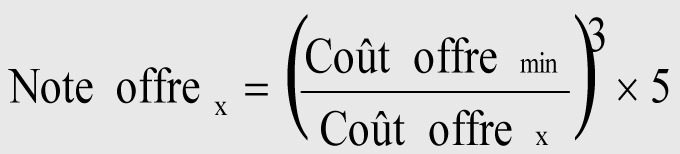 Note offre x = (Coût offre min / Coût offre x)3 × 5